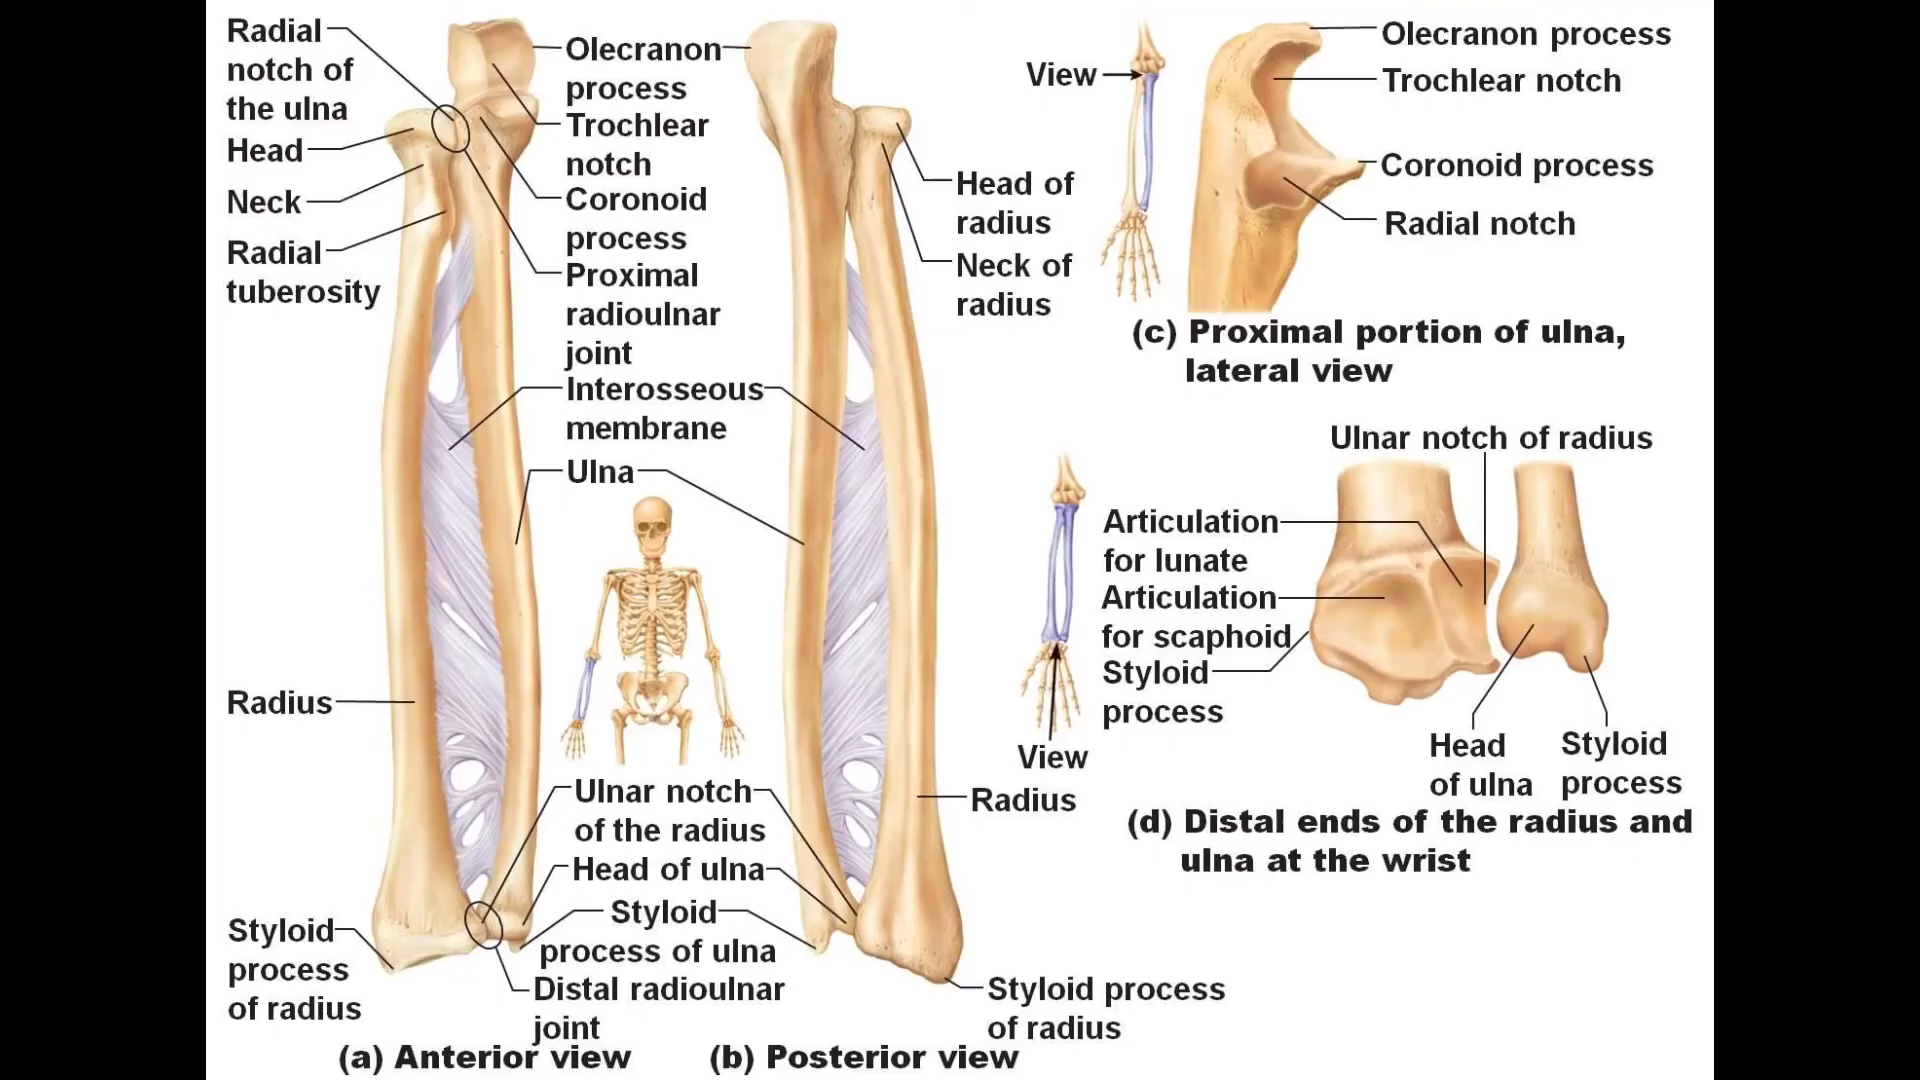 Radial
notch of
the ulna
Head
Neck
Radial
tuberosity
Radius
Styloid
process
of radius
Olecranon
process
Trochlear
notch
Coronoid
process
Proximal
radioulnar
joint
Interosseous
membrane
Ulna
Ulnar notch
of the radius
Head of ulna
Styloid
process of ulna
Distal radioulnar
joint
(a) Anterior view
Head of
radius
Neck of
radius
Radius
Styloid process
of radius
(b) Posterior view
View
Olecranon process
Trochlear notch
Coronoid process
Radial notch
(c) Proximal portion of ulna,
lateral view
Ulnar notch of radius
Articulation
for lunate
Articulation
for scaphoid
Styloid
process
View
Head
of ulna
Styloid
process
(d) Distal ends of the radius and
ulna at the wrist